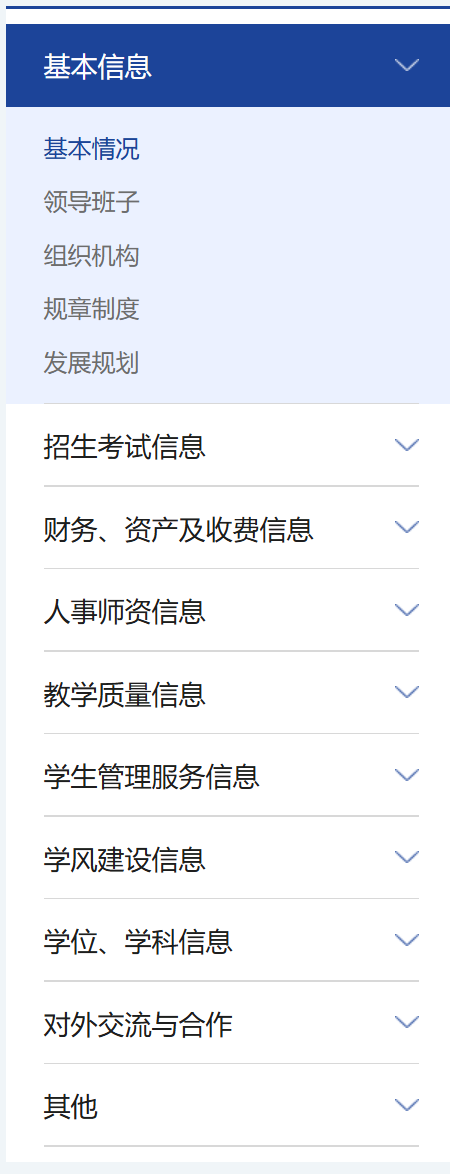 基本信息
基本情况
领导班子
组织机构
规章制度
发展规划
招生考试信息
财务、资产及收费信息
人事师资信息
教学质量信息
学生管理服务信息
学风建设信息
学位、学科信息
对外交流与合作
其他